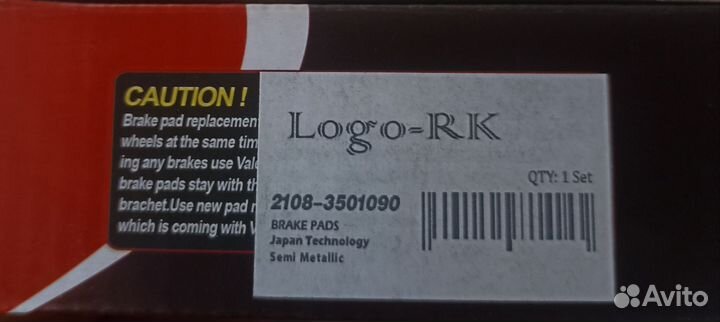 CAUTION !
Brake pad replacemen
wheels at the same tim
ing any brakes use Vale
brake pads stay with th
brachet.Use new pad
which is coming with V
Logo-RK
QTY: 1 Set
2108-3501090
BRAKE PADS
Japan Technology
Semi Metallic
Avito